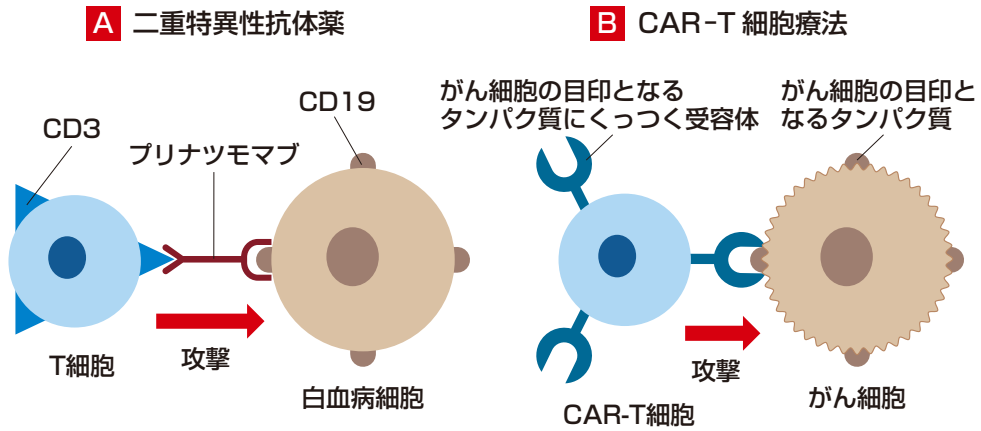 A 二重特異性抗体薬
CD3
プリナツモマブ
CD19
T細胞
攻撃
白血病細胞
B CAR-T 細胞療法
がん細胞の目印となる
タンパク質にくっつく受容体
がん細胞の目印と
なるタンパク質
CAR-T細胞
攻撃
がん細胞